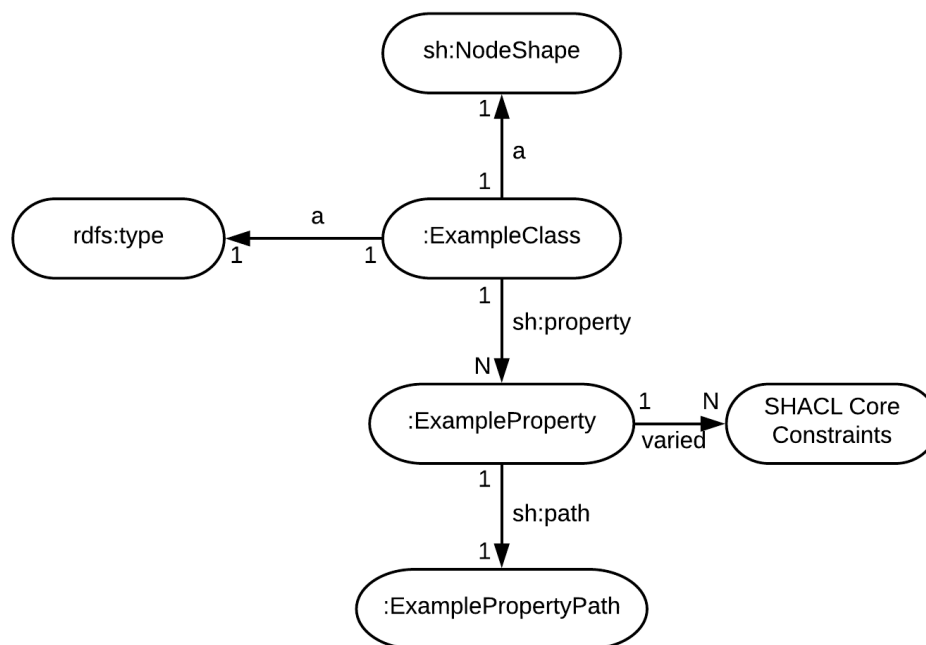 sh:NodeShape
1
a
1
rdfs:type
a
:ExampleClass
1
1
1
sh:property
N
:ExampleProperty
1
N
varied
SHACL Core
Constraints
1
sh:path
1
:ExamplePropertyPath